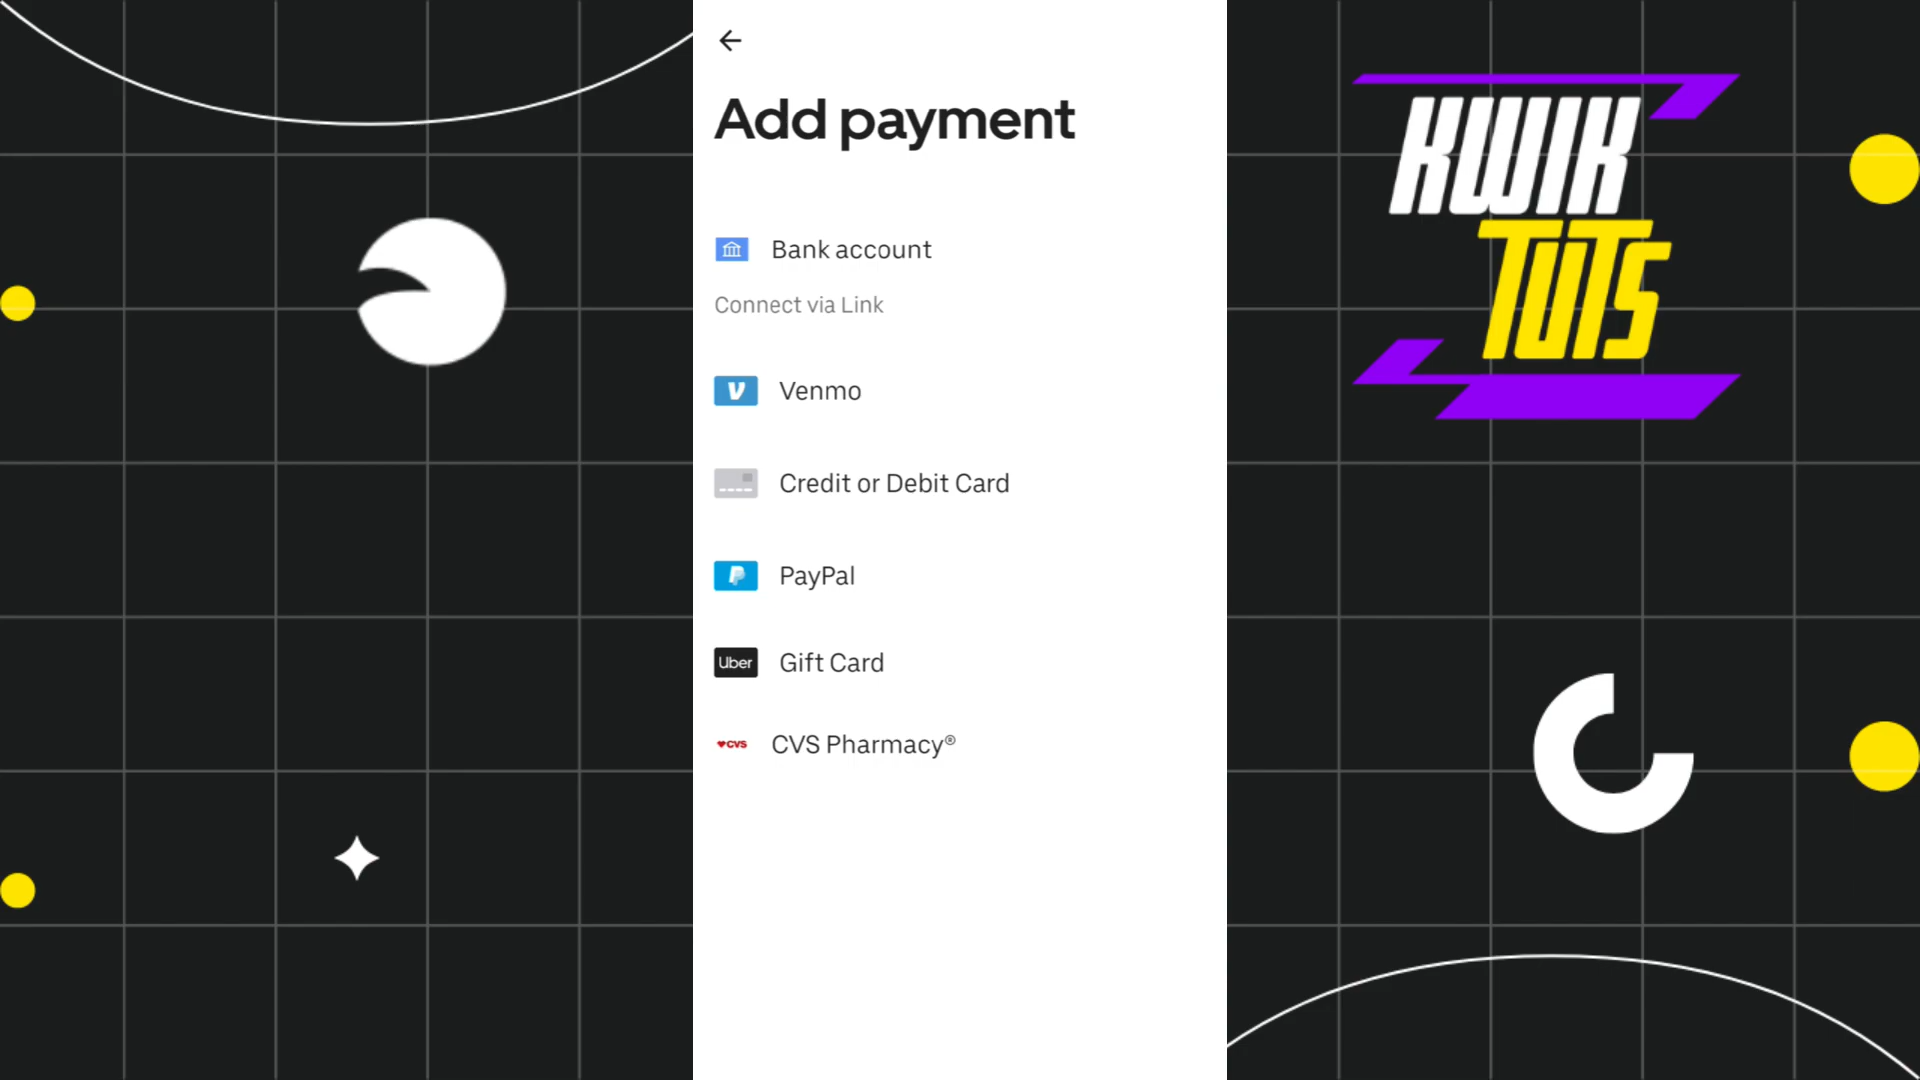 Add payment
Bank account
Connect via Link
Venmo
Credit or Debit Card
PayPal
Uber
Gift Card
CVS
CVS Pharmacy®
KWIK
TUTS